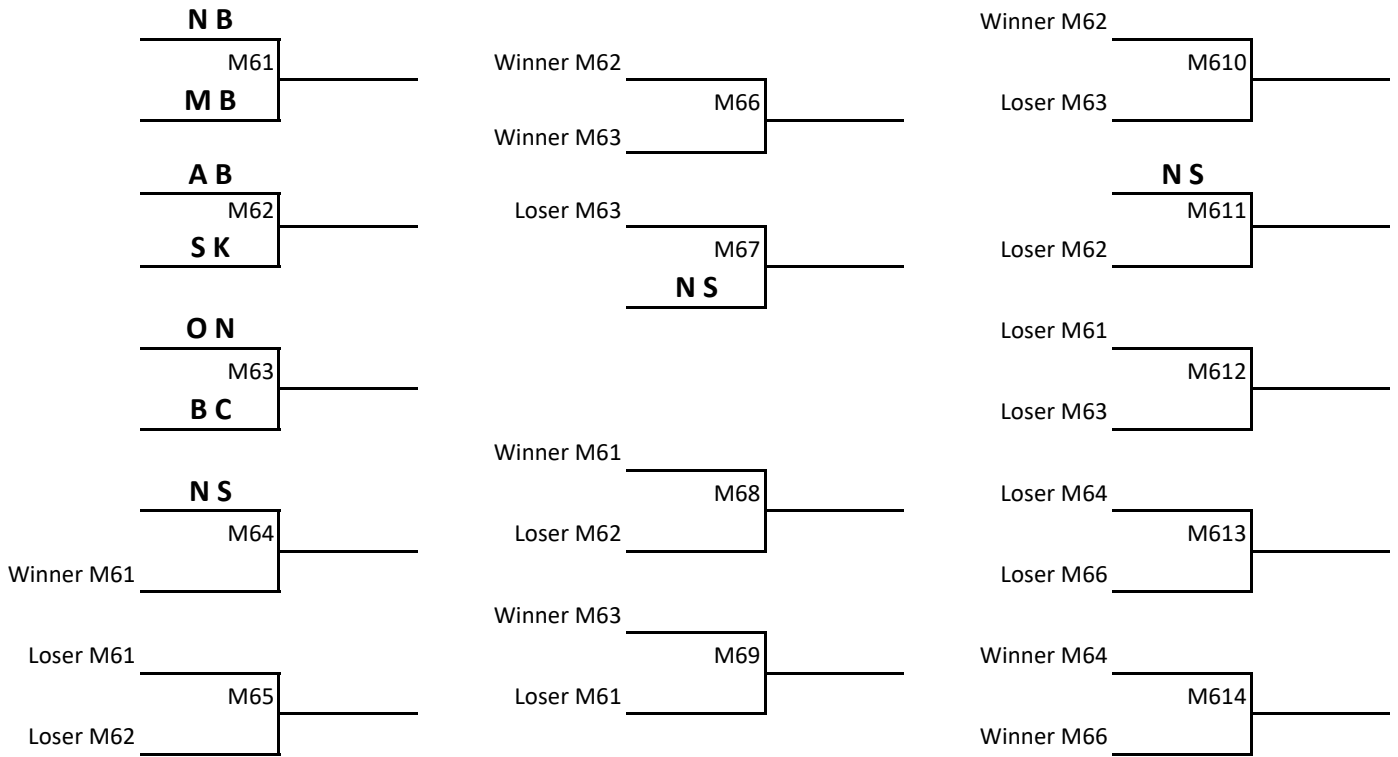 N B
M61
M B
A B
M62
S K
O N
M63
B C
N S
M64
Winner M61
Loser M61
M65
Loser M62
Winner M62
M66
Winner M63
Loser M63
M67
N S
Winner M61
M68
Loser M62
Winner M63
M69
Loser M61
Winner M62
M610
Loser M63
N S
M611
Loser M62
Loser M61
M612
Loser M63
Loser M64
M613
Loser M66
Winner M64
M614
Winner M66